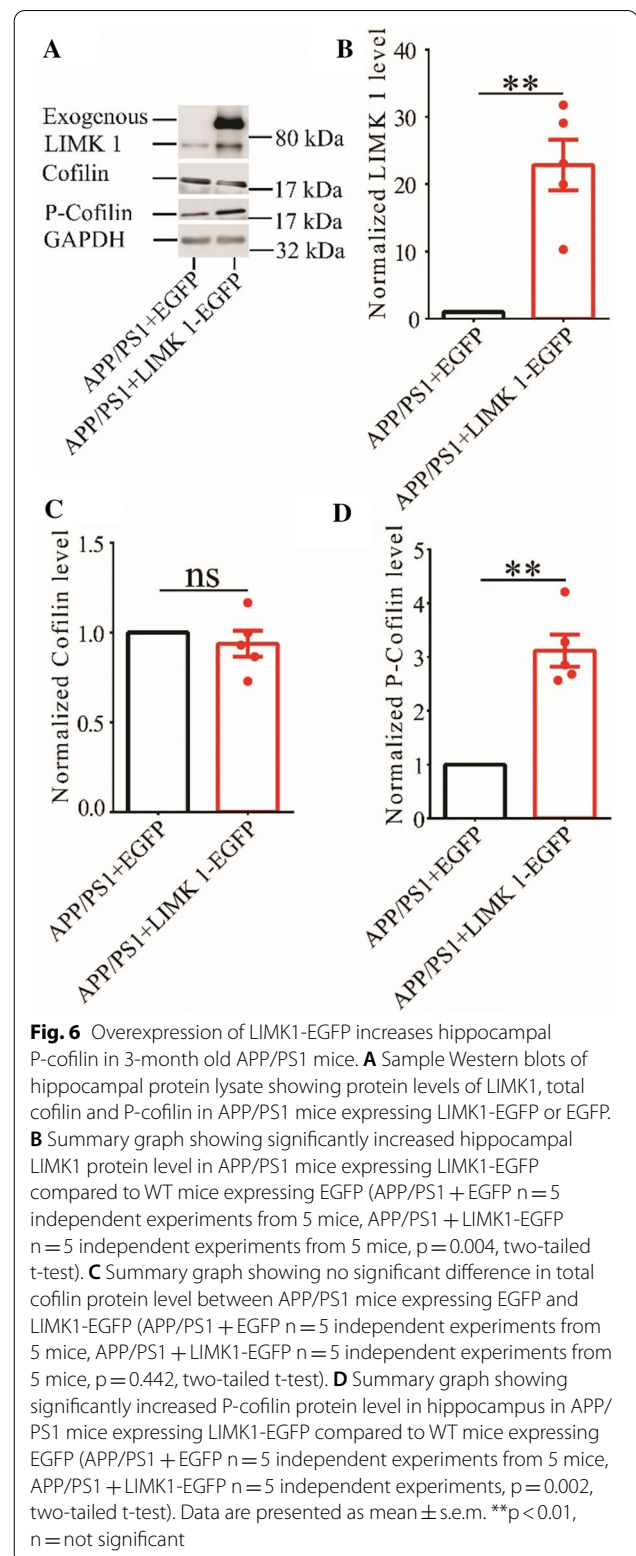 A
Exogenous
LIMK 1
Cofilin
P-Cofilin
GAPDH
80 kDa
17 kDa
17 kDa
32 kDa
APP/PS1+EGFP
APP/PS1+LIMK 1-EGFP
B
Normalized LIMK 1 level
40
30
20
10
0
**
APP/PS1+EGFP
APP/PS1+LIMK 1-EGFP
C
Normalized Cofilin level
1.5
1.0
0.5
0.0
ns
APP/PS1+EGFP
APP/PS1+LIMK 1-EGFP
D
Normalized P-Cofilin level
5
4
3
2
1
0
**
APP/PS1+EGFP
APP/PS1+LIMK 1-EGFP
Fig. 6 Overexpression of LIMK1-EGFP increases hippocampal
P-cofilin in 3-month old APP/PS1 mice. A Sample Western blots of
hippocampal protein lysate showing protein levels of LIMK1, total
cofilin and P-cofilin in APP/PS1 mice expressing LIMK1-EGFP or EGFP.
B Summary graph showing significantly increased hippocampal
LIMK1 protein level in APP/PS1 mice expressing LIMK1-EGFP
compared to WT mice expressing EGFP (APP/PS1 + EGFP n = 5
independent experiments from 5 mice, APP/PS1 + LIMK1-EGFP
n = 5 independent experiments from 5 mice, p = 0.004, two-tailed
t-test). C Summary graph showing no significant difference in total
cofilin protein level between APP/PS1 mice expressing EGFP and
LIMK1-EGFP (APP/PS1 + EGFP n = 5 independent experiments from
5 mice, APP/PS1 + LIMK1-EGFP n = 5 independent experiments from
5 mice, p = 0.442, two-tailed t-test). D Summary graph showing
significantly increased P-cofilin protein level in hippocampus in APP/
PS1 mice expressing LIMK1-EGFP compared to WT mice expressing
EGFP (APP/PS1 + EGFP n = 5 independent experiments from 5 mice,
APP/PS1 + LIMK1-EGFP n = 5 independent experiments, p = 0.002,
two-tailed t-test). Data are presented as mean ± s.e.m. **p < 0.01,
n = not significant